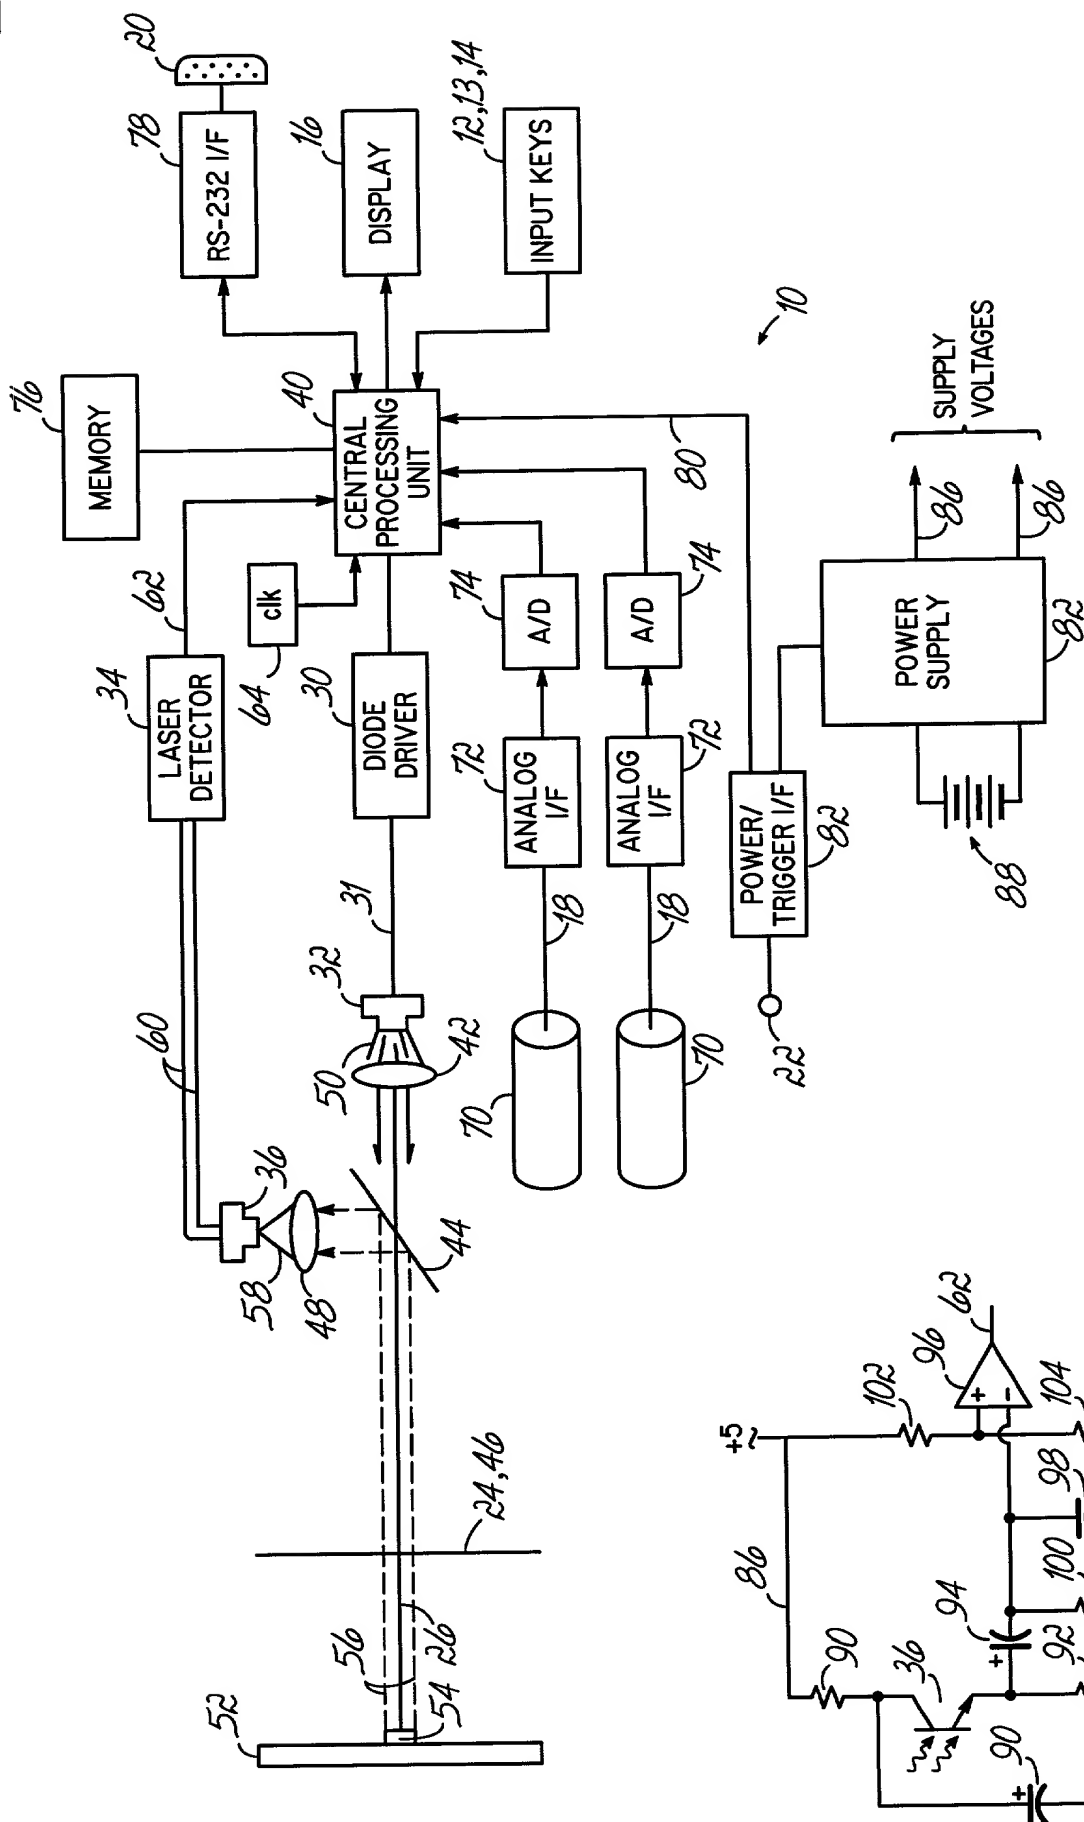 20
78
RS-232 I/F
16
DISPLAY
12,13,14
INPUT KEYS
76
MEMORY
40
CENTRAL
PROCESSING
UNIT
10
80
34
LASER
DETECTOR
62
clk
64
30
DIODE
DRIVER
31
74
A/D
74
A/D
72
ANALOG
I/F
72
ANALOG
I/F
18
18
70
70
POWER/
TRIGGER I/F
82
22
POWER
SUPPLY
82
86
86
SUPPLY
VOLTAGES
88
60
36
58
48
32
50
42
44
24,46
56
26
54
52
+5
~
86
102
96
+
-
62
104
98
100
94
+
92
90
36
90
+